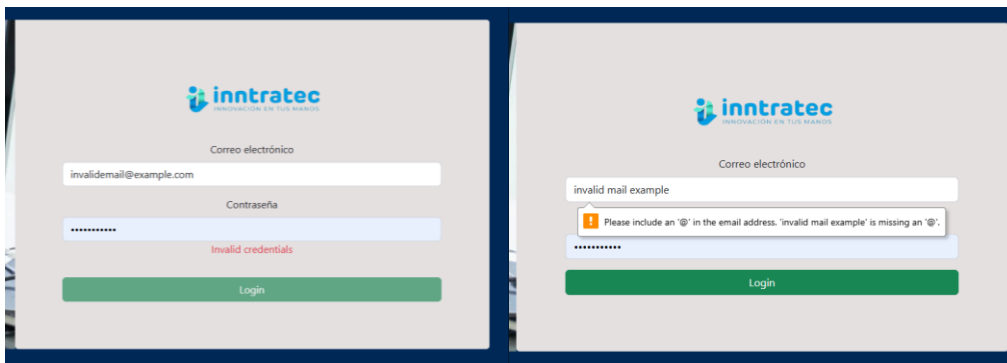 inntratec
INNOVACIÓN EN TUS MANOS
Correo electrónico
invalidemail@example.com
Contraseña
Invalid credentials
Login
inntratec
INNOVACIÓN EN TUS MANOS
Correo electrónico
invalid mail example
Please include an '@' in the email address. 'invalid mail example' is missing an '@'.
Login